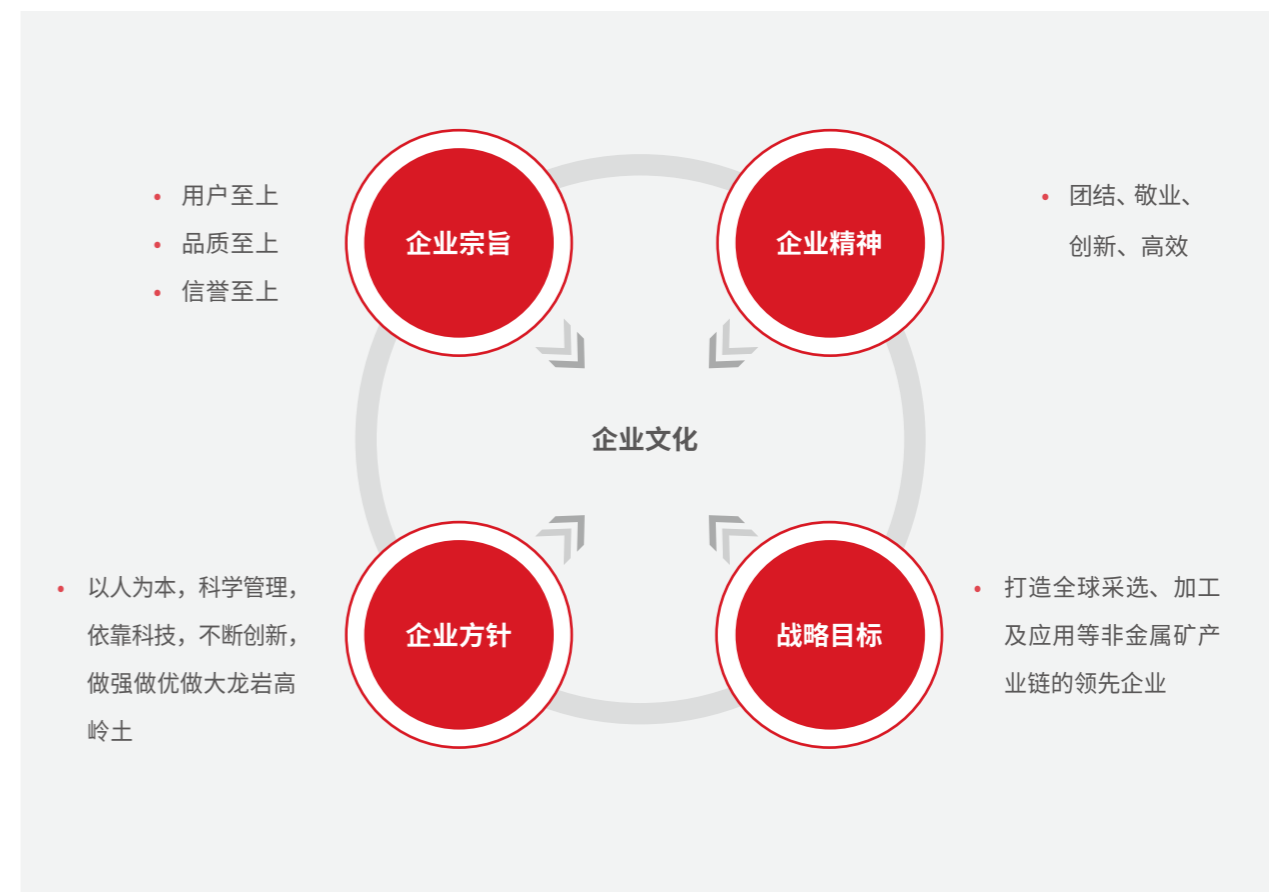 用户至上
品质至上
信誉至上
企业宗旨
企业精神
团结、敬业、
创新、高效
企业文化
以人为本，科学管理，
依靠科技，不断创新，
做强做优做大龙岩高
岭土
企业方针
战略目标
打造全球采选、加工
及应用等非金属矿产
业链的领先企业